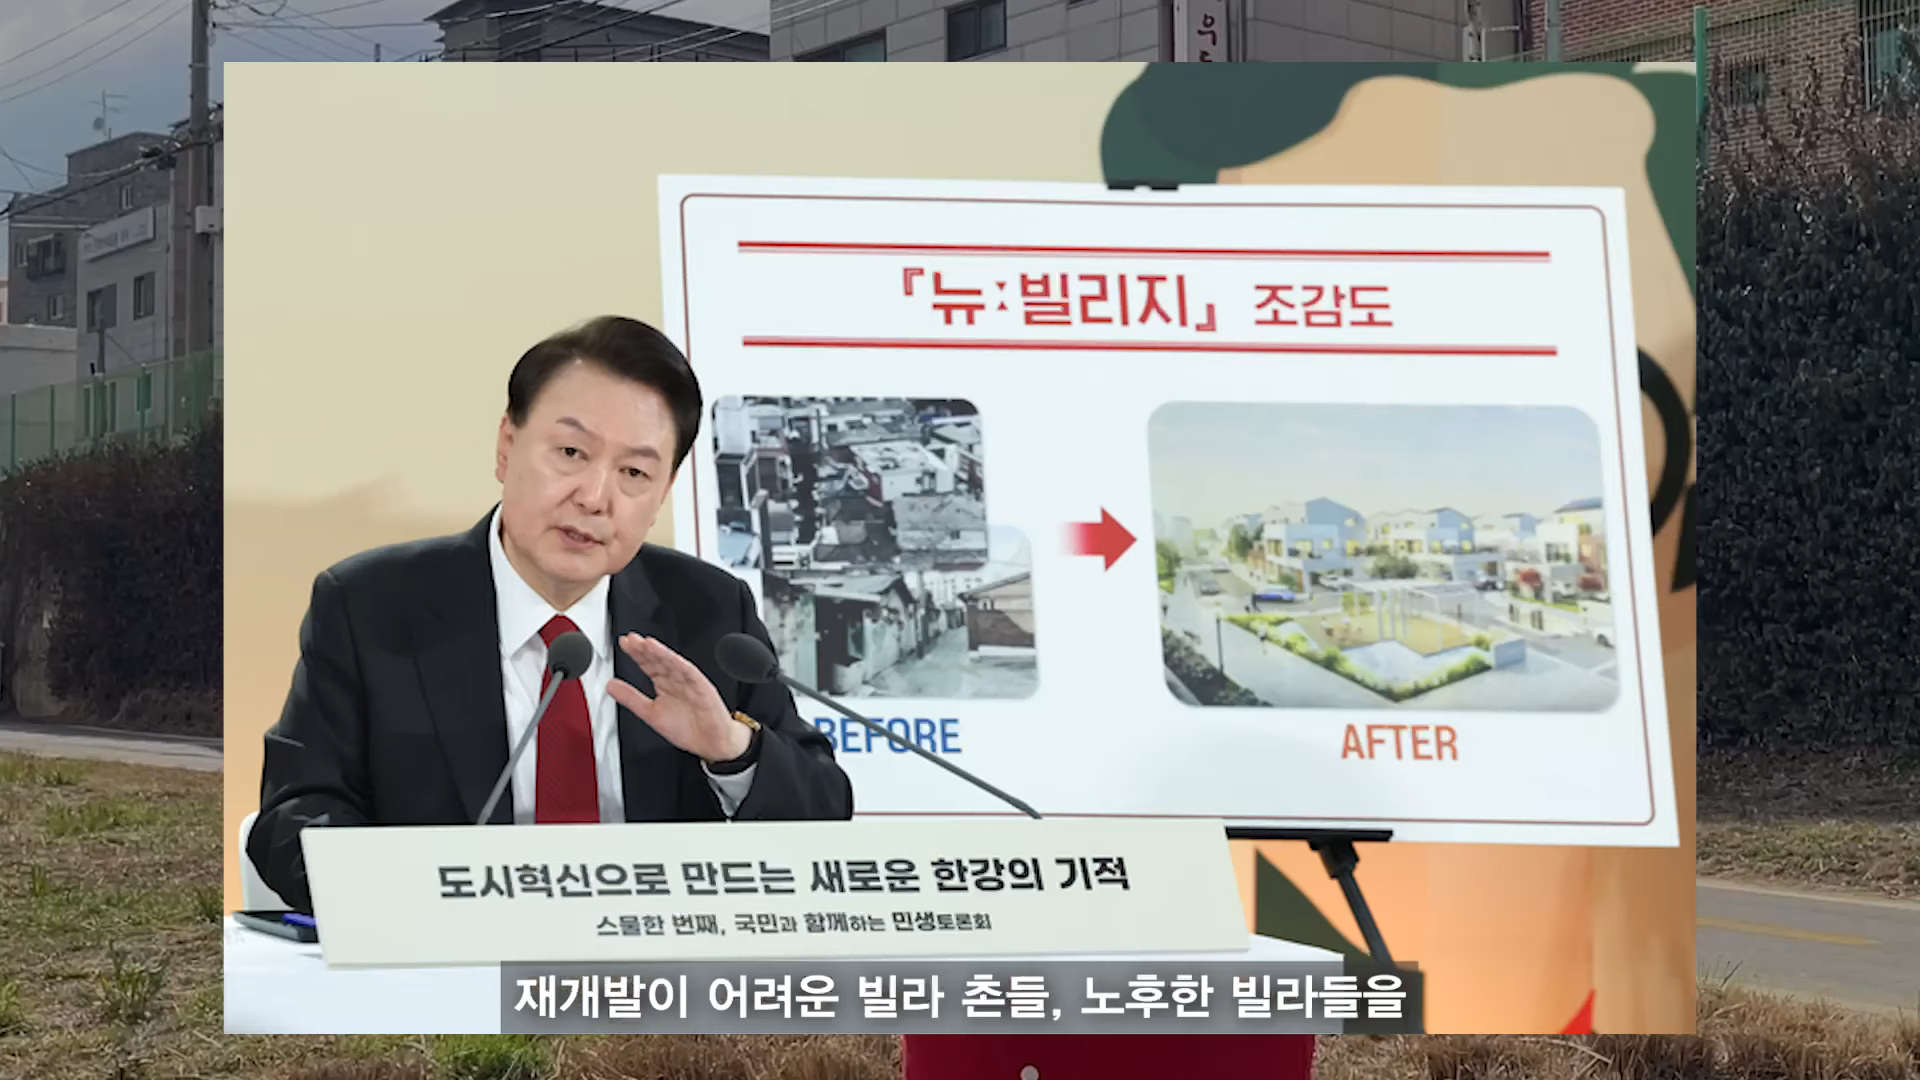 『뉴:빌리지』 조감도
BEFORE
AFTER
도시혁신으로 만드는 새로운 한강의 기적
스물한 번째, 국민과 함께하는 민생토론회
재개발이 어려운 빌라 촌들, 노후한 빌라들을